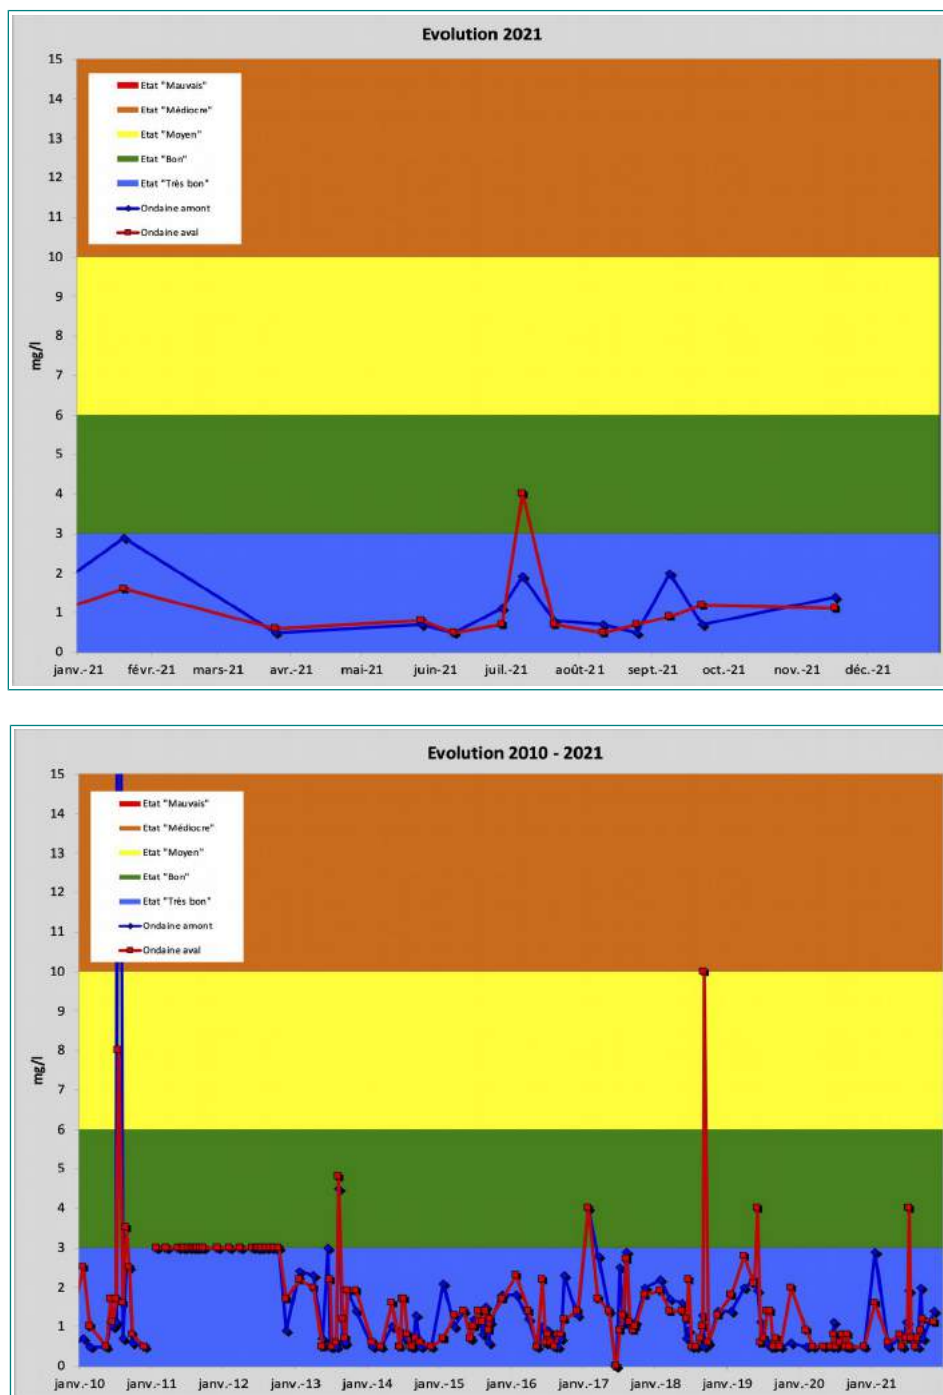 Evolution 2021
15
14
13
12
11
10
9
8
7
6
5
4
3
2
1
0
mg/l
Etat "Mauvais"
Etat "Médiocre"
Etat "Moyen"
Etat "Bon"
Etat "Très bon"
Ondaine amont
Ondaine aval
janv.-21 févr.-21 mars-21 avr.-21 mai-21 juin-21 juil.-21 août-21 sept.-21 oct.-21 nov.-21 déc.-21
Evolution 2010 - 2021
15
14
13
12
11
10
9
8
7
6
5
4
3
2
1
0
mg/l
Etat "Mauvais"
Etat "Médiocre"
Etat "Moyen"
Etat "Bon"
Etat "Très bon"
Ondaine amont
Ondaine aval
janv.-10 janv.-11 janv.-12 janv.-13 janv.-14 janv.-15 janv.-16 janv.-17 janv.-18 janv.-19 janv.-20 janv.-21